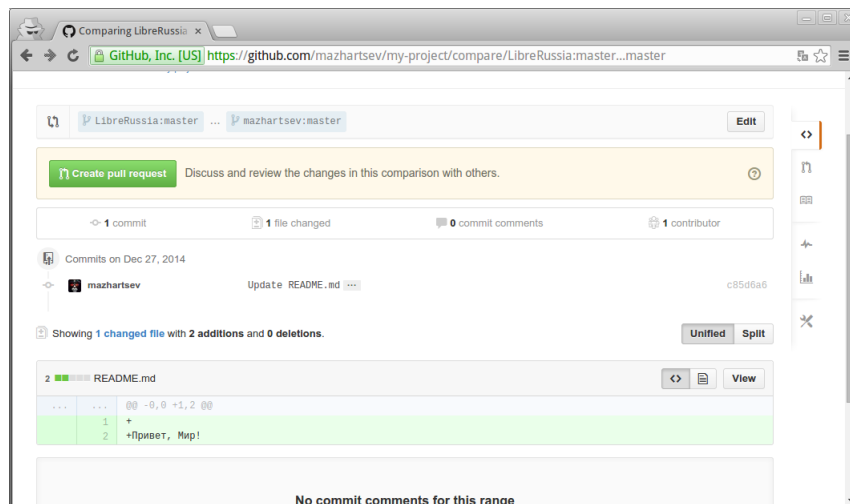 Comparing LibreRussia
GitHub, Inc. [US] https://github.com/mazhartsev/my-project/compare/LibreRussia:master...master
LibreRussia:master ... mazhartsev:master Edit
Create pull request Discuss and review the changes in this comparison with others. ?
1 commit 1 file changed 0 commit comments 1 contributor
Commits on Dec 27, 2014
mazhartsev Update README.md ... c85d6a6
Showing 1 changed file with 2 additions and 0 deletions. Unified Split
2 README.md <> View
... ... @@ -0,0 +1,2 @@
1 +
2 +Привет, Мир!
No commit comments for this range